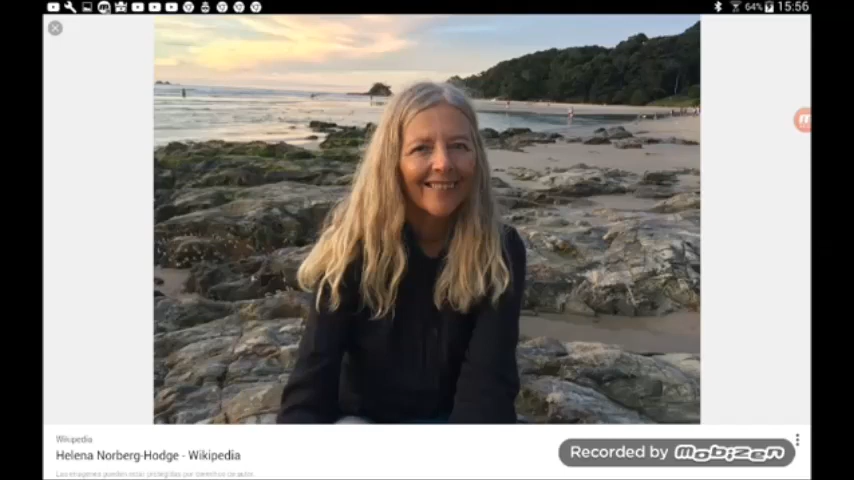 64% 15:56
Wikipedia
Helena Norberg-Hodge - Wikipedia
Las imágenes pueden estar protegidas por derechos de autor.
Recorded by mobizen